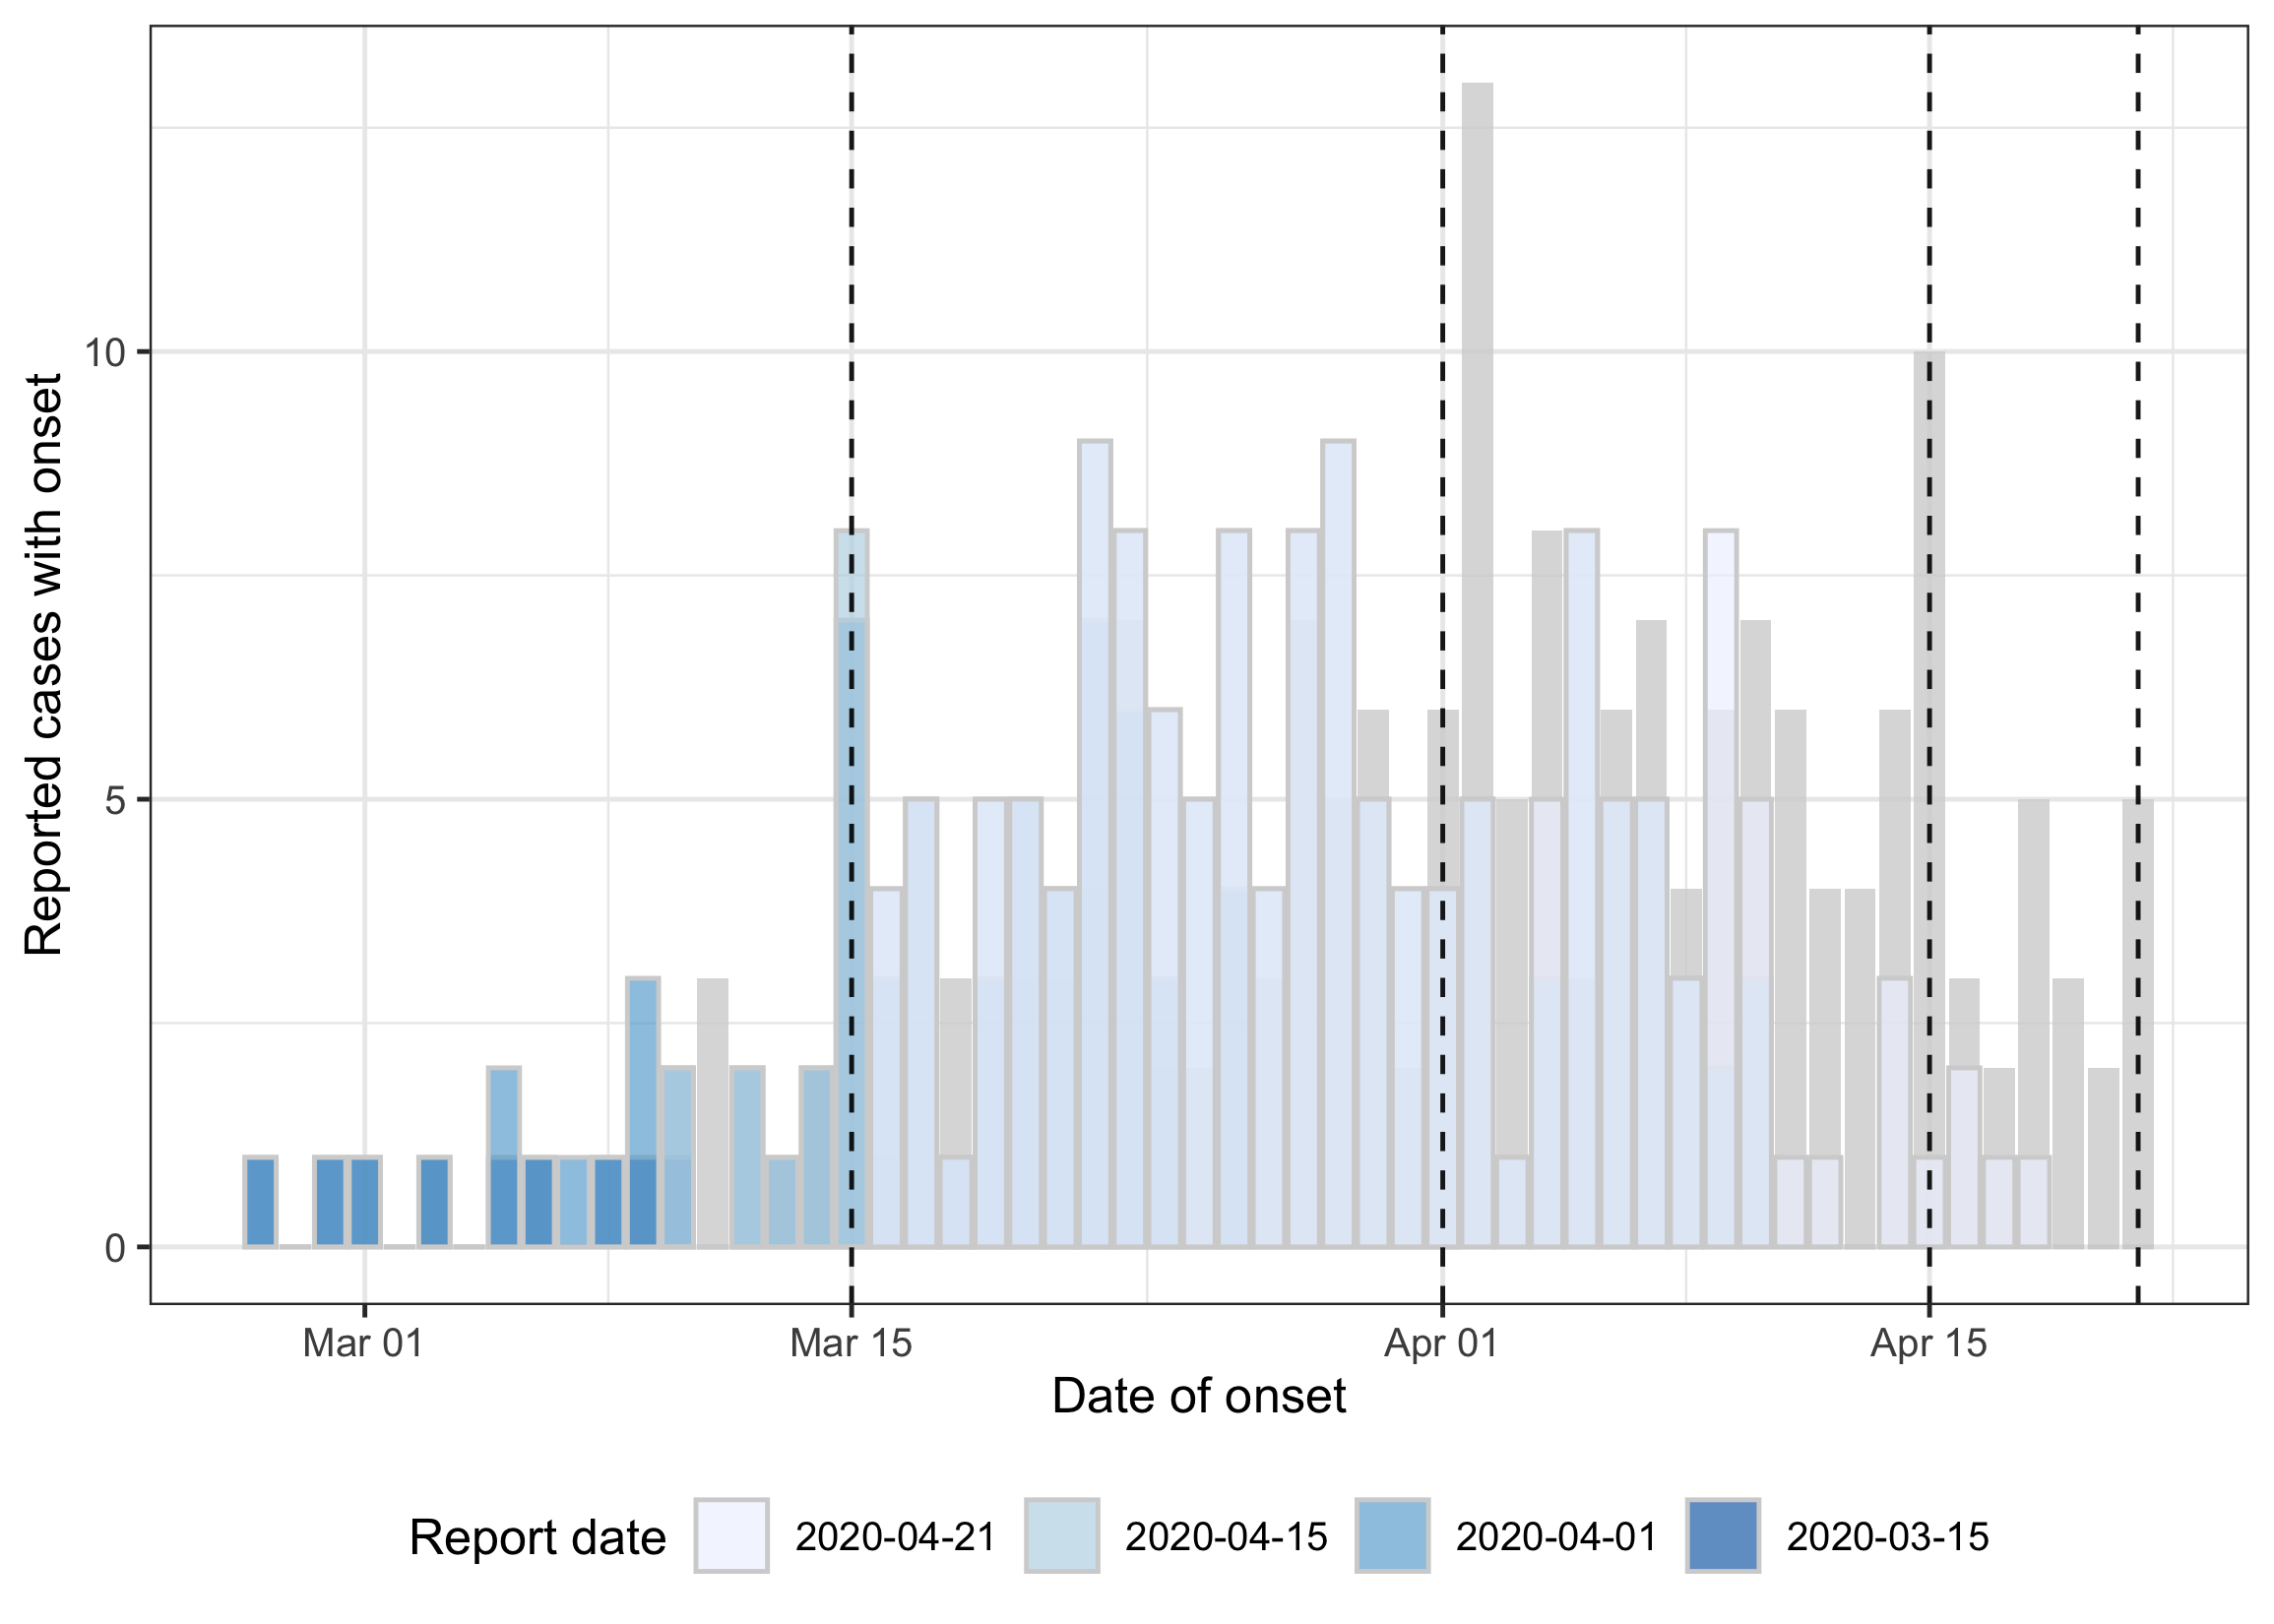 Reported cases with onset
10
5
0
Mar 01 Mar 15 Apr 01 Apr 15
Date of onset
Report date 2020-04-21 2020-04-15 2020-04-01 2020-03-15